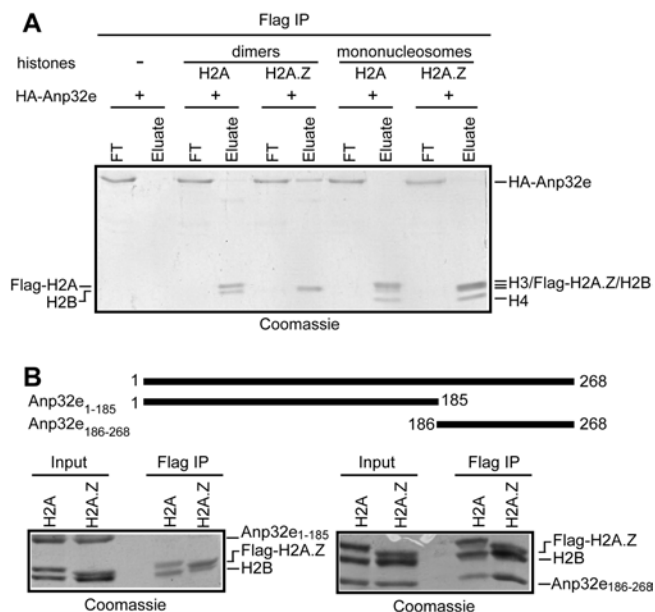 A
Flag IP
dimers mononucleosomes
histones - H2A H2A.Z H2A H2A.Z
HA-Anp32e + + + + +
FT Eluate FT Eluate FT Eluate FT Eluate FT Eluate
HA-Anp32e
Flag-H2A
H2B
H3/Flag-H2A.Z/H2B
H4
Coomassie
B
1 268
Anp32e1-185 1 185
Anp32e186-268 186 268
Input Flag IP
H2A H2A.Z H2A H2A.Z
Anp32e1-185
Flag-H2A.Z
H2B
Coomassie
Input Flag IP
H2A H2A.Z H2A H2A.Z
Flag-H2A.Z
H2B
Anp32e186-268
Coomassie